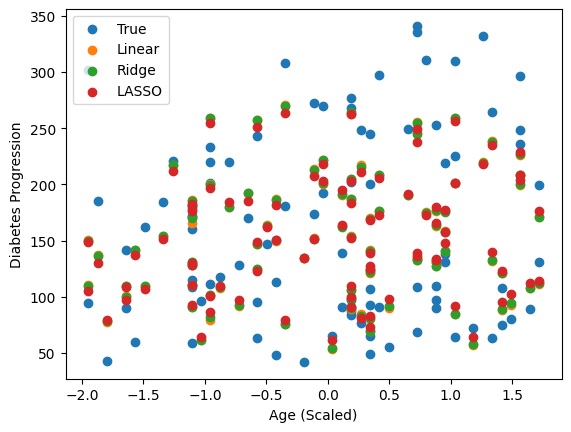 350
300
250
200
150
100
50
Diabetes Progression
True
Linear
Ridge
LASSO
−2.0 −1.5 −1.0 −0.5 0.0 0.5 1.0 1.5
Age (Scaled)